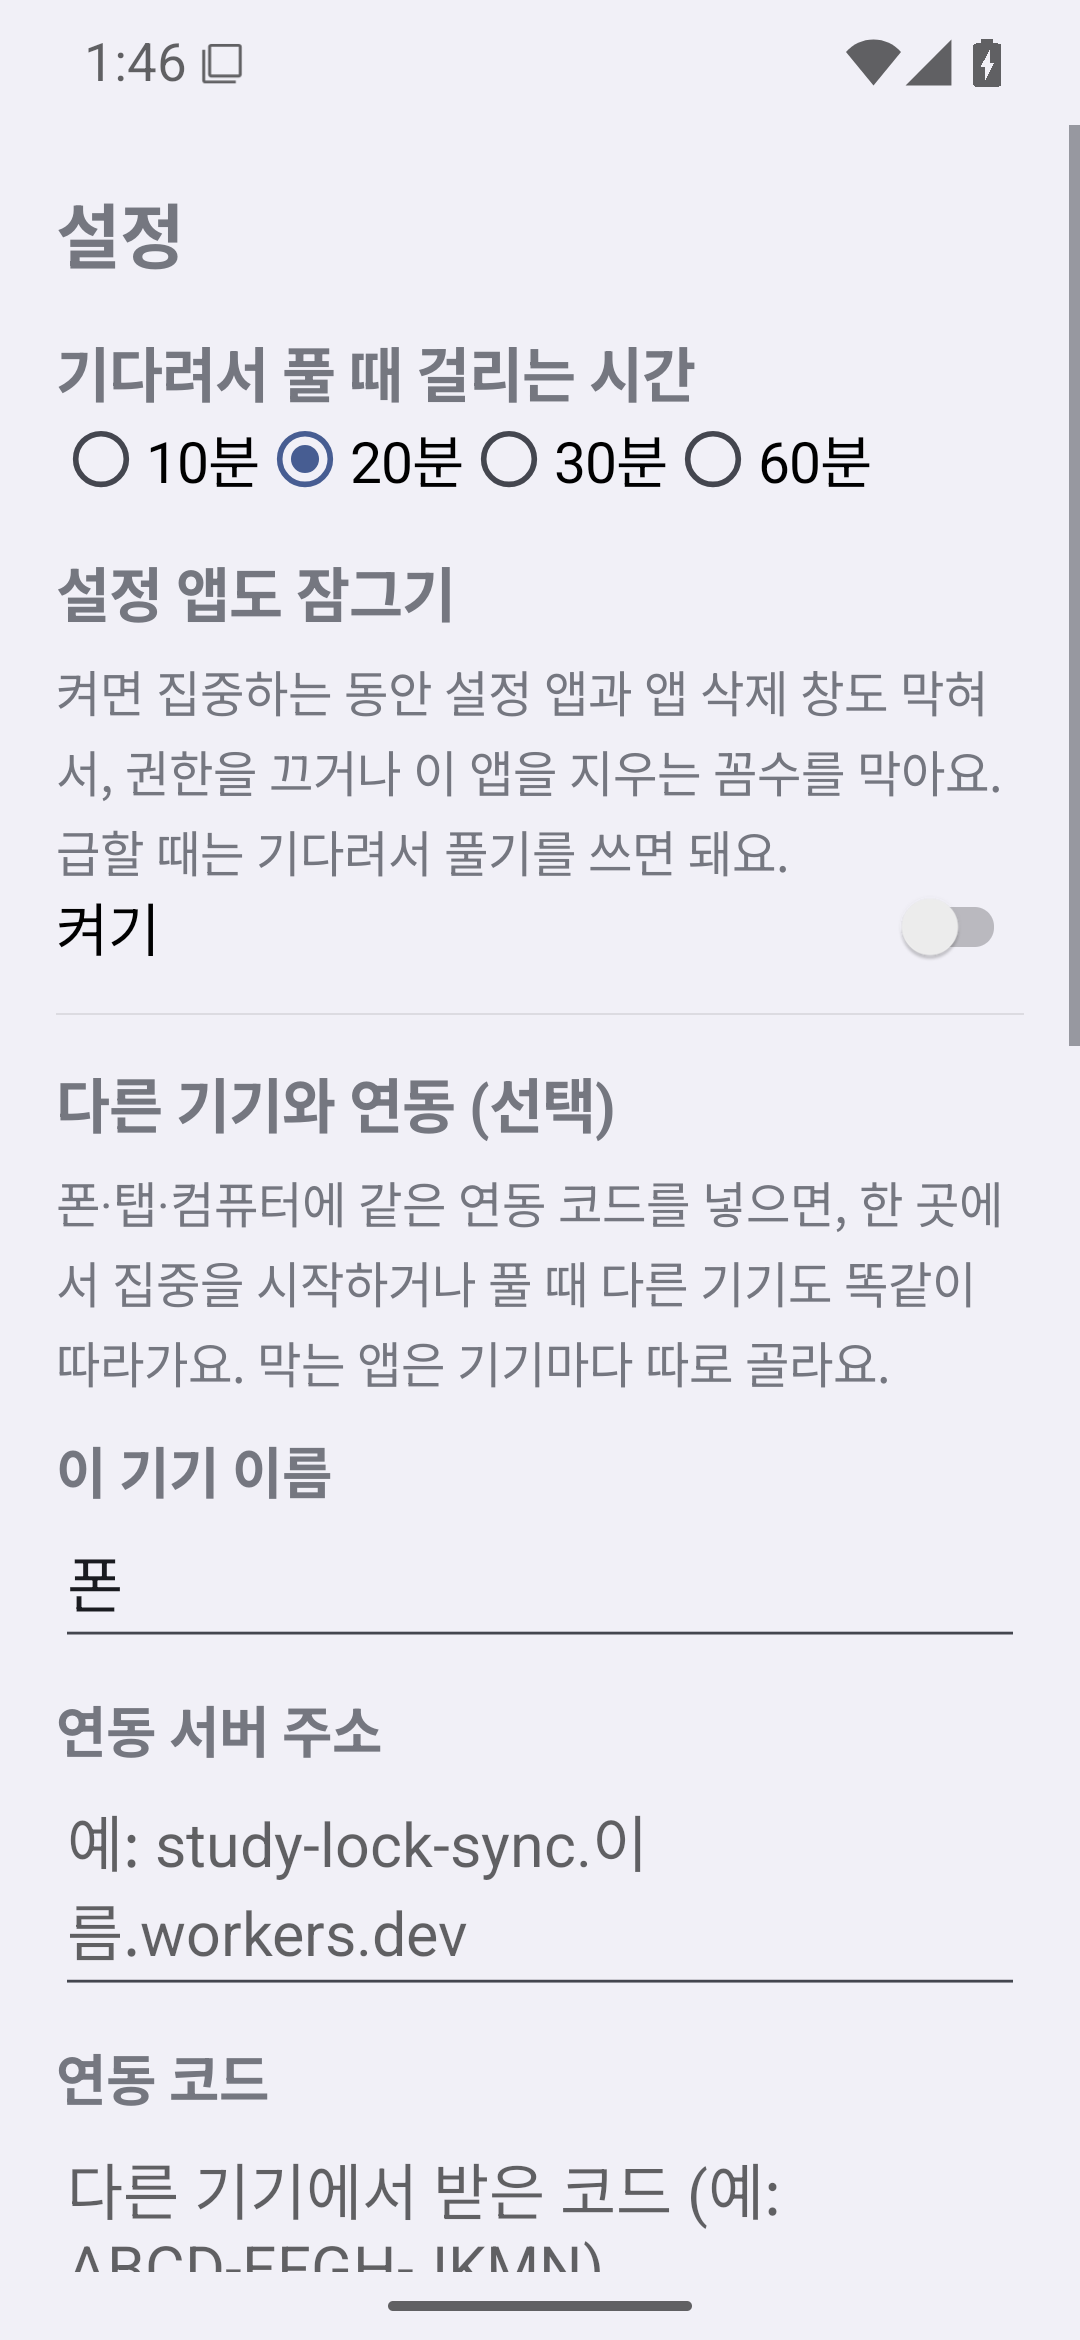 1:46
설정
기다려서 풀 때 걸리는 시간
10분 20분 30분 60분
설정 앱도 잠그기
켜면 집중하는 동안 설정 앱과 앱 삭제 창도 막혀
서, 권한을 끄거나 이 앱을 지우는 꼼수를 막아요.
급할 때는 기다려서 풀기를 쓰면 돼요.
켜기
다른 기기와 연동 (선택)
폰·탭·컴퓨터에 같은 연동 코드를 넣으면, 한 곳에
서 집중을 시작하거나 풀 때 다른 기기도 똑같이
따라가요. 막는 앱은 기기마다 따로 골라요.
이 기기 이름
폰
연동 서버 주소
예: study-lock-sync.이
름.workers.dev
연동 코드
다른 기기에서 받은 코드 (예:
ABCD-EFGH-JKMN)